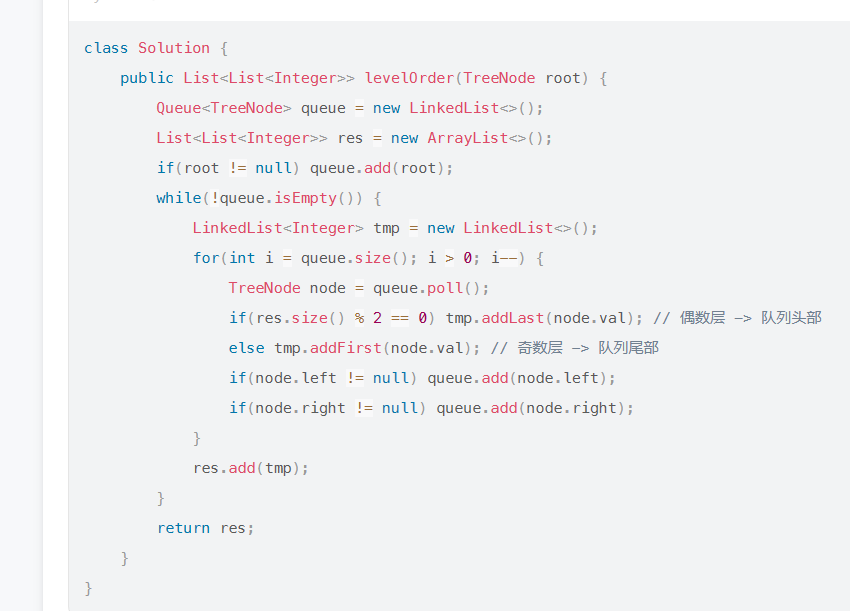 class Solution {
    public List<List<Integer>> levelOrder(TreeNode root) {
        Queue<TreeNode> queue = new LinkedList<>();
        List<List<Integer>> res = new ArrayList<>();
        if(root != null) queue.add(root);
        while(!queue.isEmpty()) {
            LinkedList<Integer> tmp = new LinkedList<>();
            for(int i = queue.size(); i > 0; i--) {
                TreeNode node = queue.poll();
                if(res.size() % 2 == 0) tmp.addLast(node.val); // 偶数层 -> 队列头部
                else tmp.addFirst(node.val); // 奇数层 -> 队列尾部
                if(node.left != null) queue.add(node.left);
                if(node.right != null) queue.add(node.right);
            }
            res.add(tmp);
        }
        return res;
    }
}